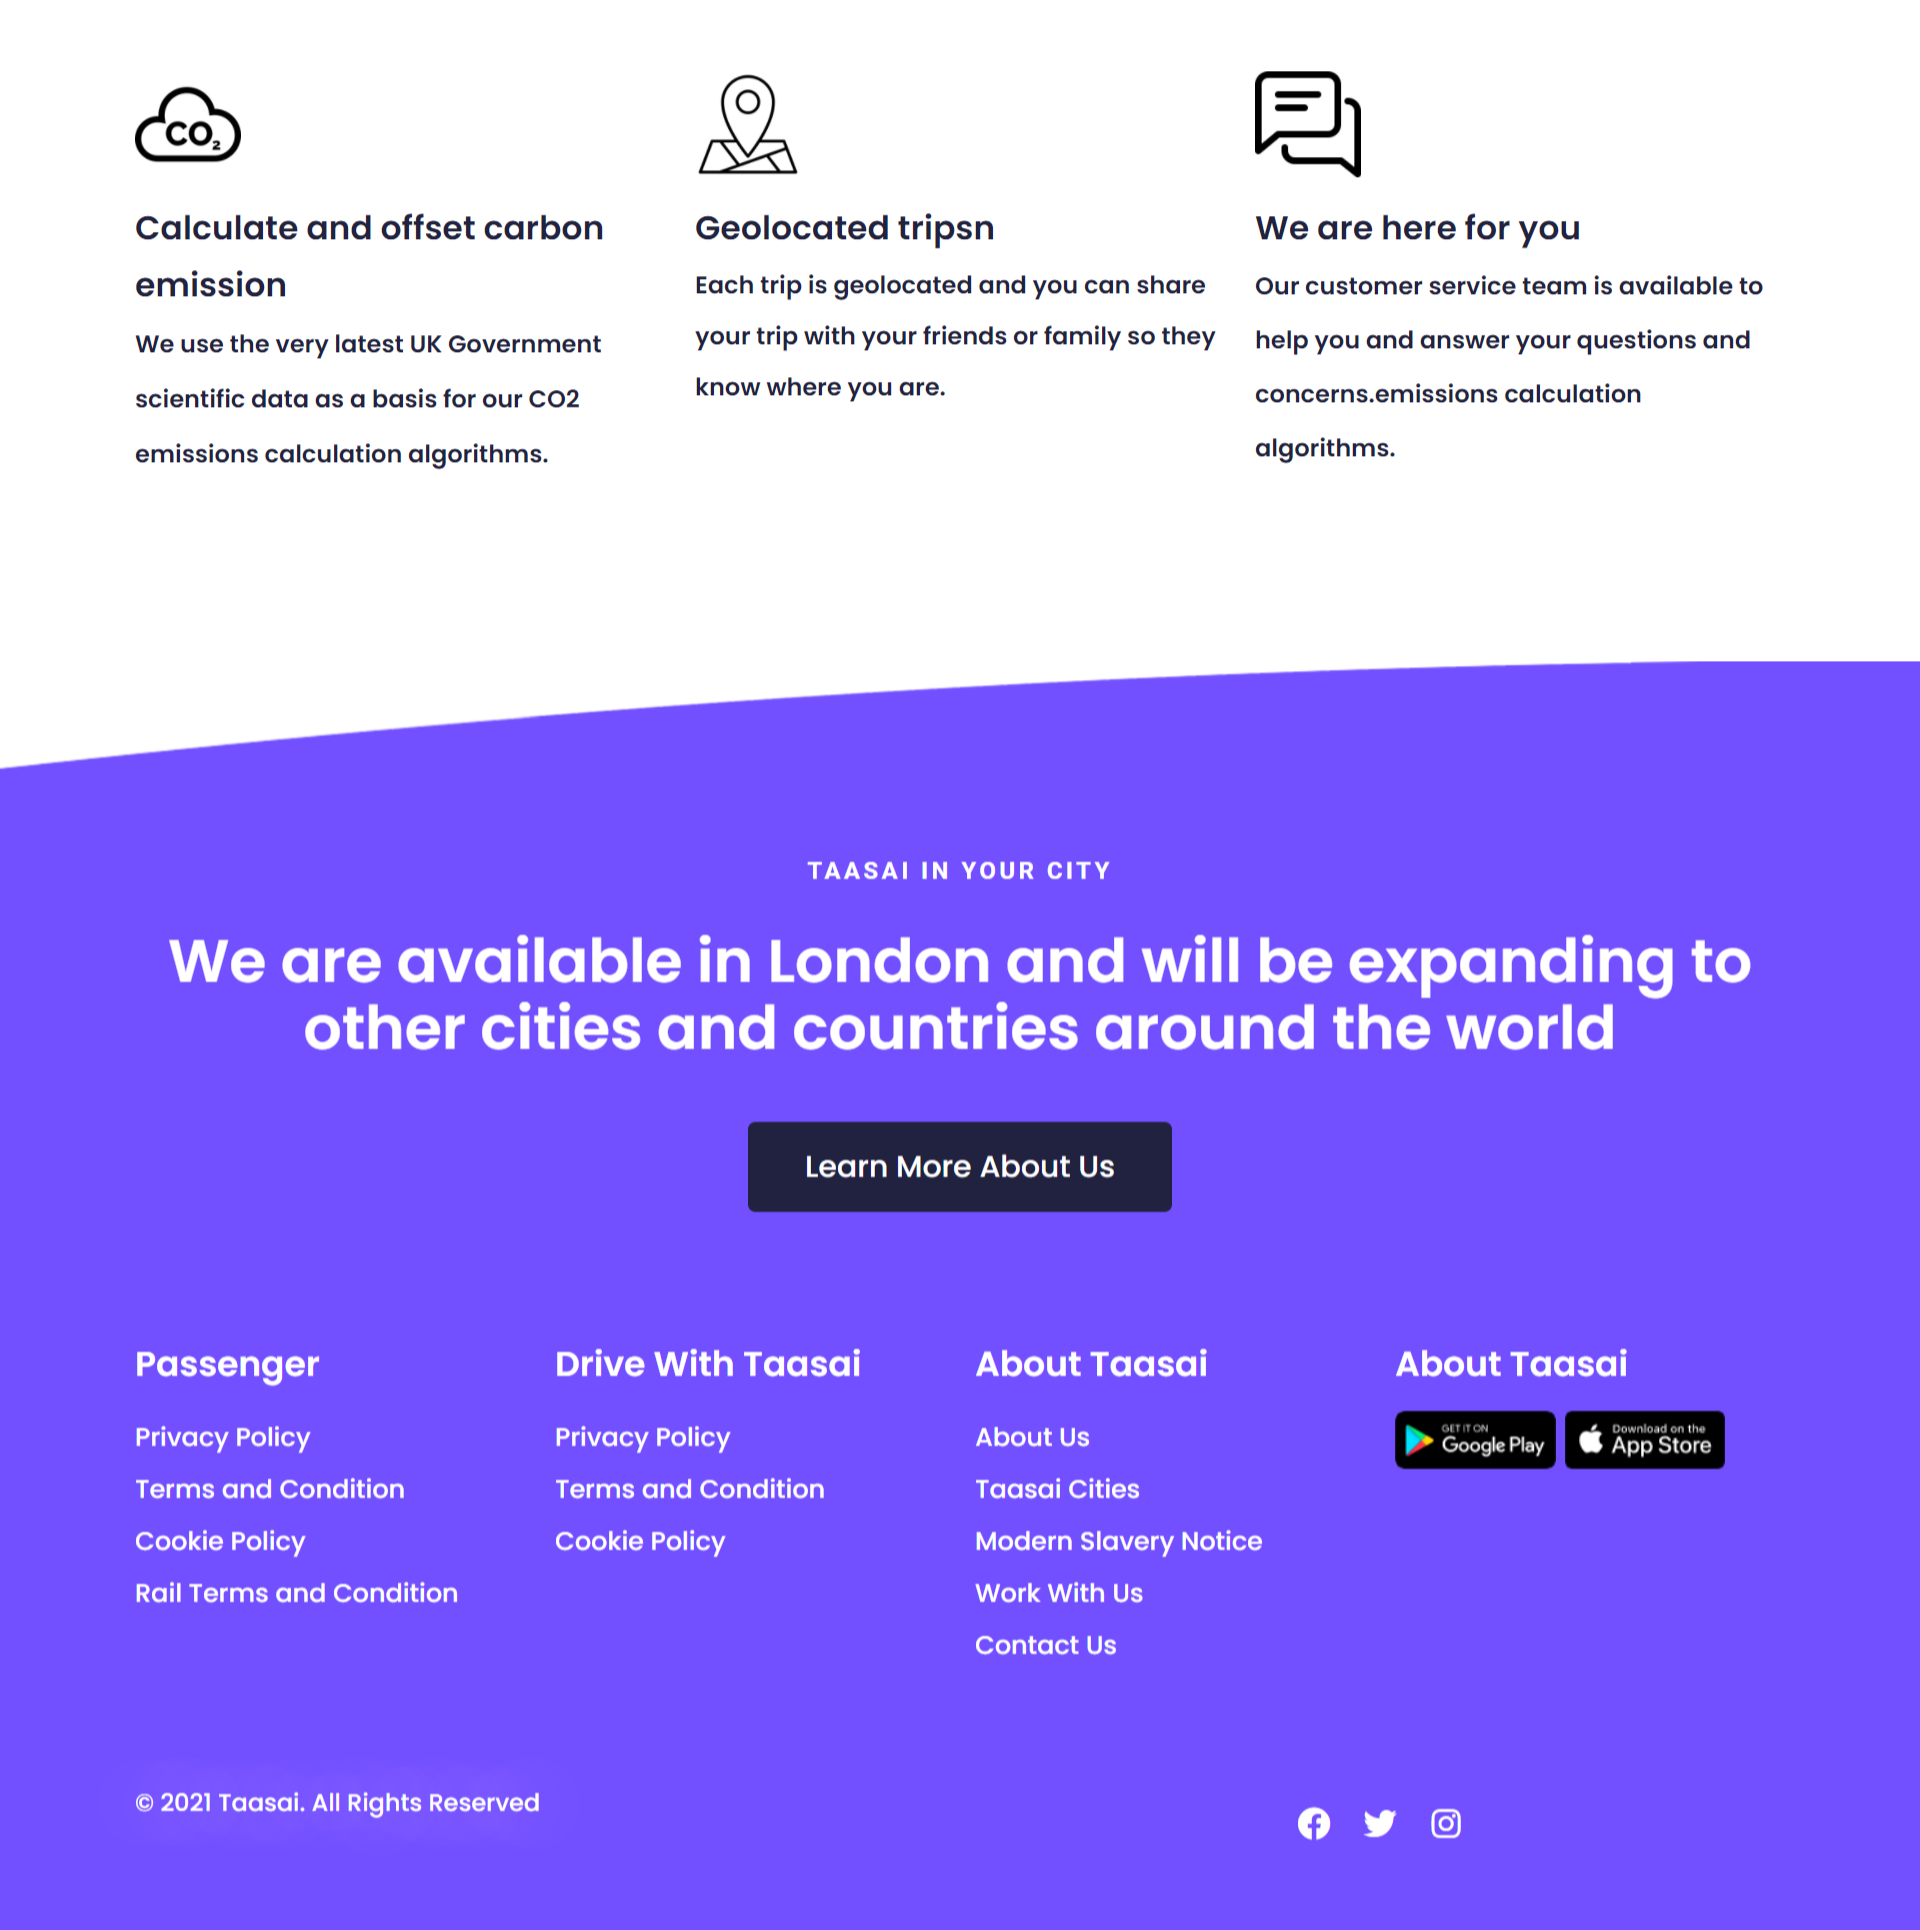 CO₂
Calculate and offset carbon
emission
We use the very latest UK Government
scientific data as a basis for our CO2
emissions calculation algorithms.
Geolocated tripsn
Each trip is geolocated and you can share
your trip with your friends or family so they
know where you are.
We are here for you
Our customer service team is available to
help you and answer your questions and
concerns.emissions calculation
algorithms.
TAASAI IN YOUR CITY
We are available in London and will be expanding to
other cities and countries around the world
Learn More About Us
Passenger
Privacy Policy
Terms and Condition
Cookie Policy
Rail Terms and Condition
Drive With Taasai
Privacy Policy
Terms and Condition
Cookie Policy
About Taasai
About Us
Taasai Cities
Modern Slavery Notice
Work With Us
Contact Us
About Taasai
GET IT ON
Google Play
Download on the
App Store
© 2021 Taasai. All Rights Reserved